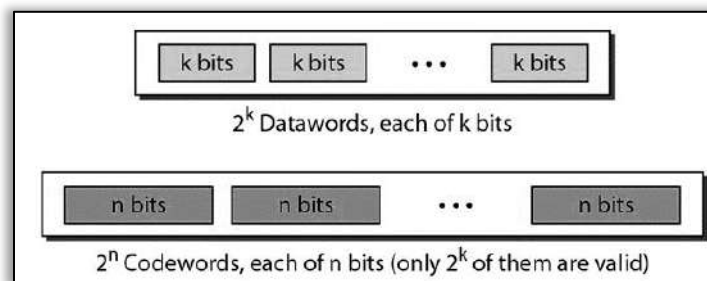 k bits k bits ... k bits
2^k Datawords, each of k bits
n bits n bits ... n bits
2^n Codewords, each of n bits (only 2^k of them are valid)